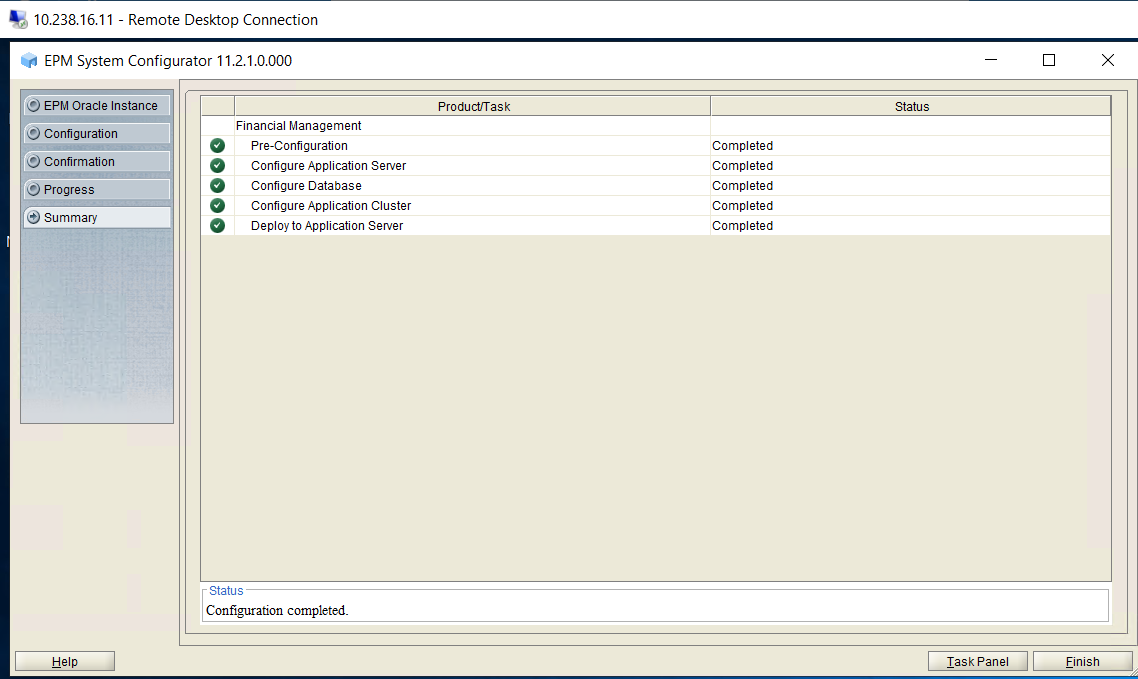 10.238.16.11 - Remote Desktop Connection
EPM System Configurator 11.2.1.0.000
EPM Oracle Instance
Configuration
Confirmation
Progress
Summary
Product/Task Status
Financial Management
Pre-Configuration Completed
Configure Application Server Completed
Configure Database Completed
Configure Application Cluster Completed
Deploy to Application Server Completed
Status
Configuration completed.
Help Task Panel Finish